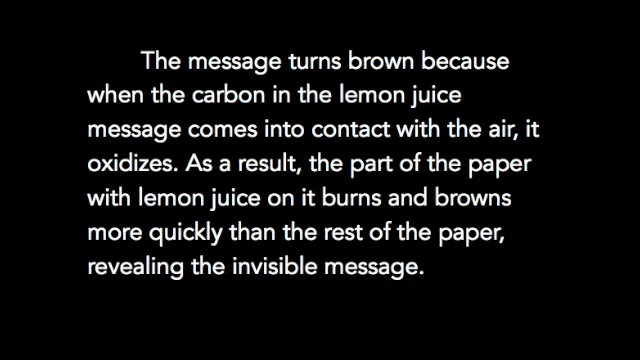 The message turns brown because
when the carbon in the lemon juice
message comes into contact with the air, it
oxidizes. As a result, the part of the paper
with lemon juice on it burns and browns
more quickly than the rest of the paper,
revealing the invisible message.